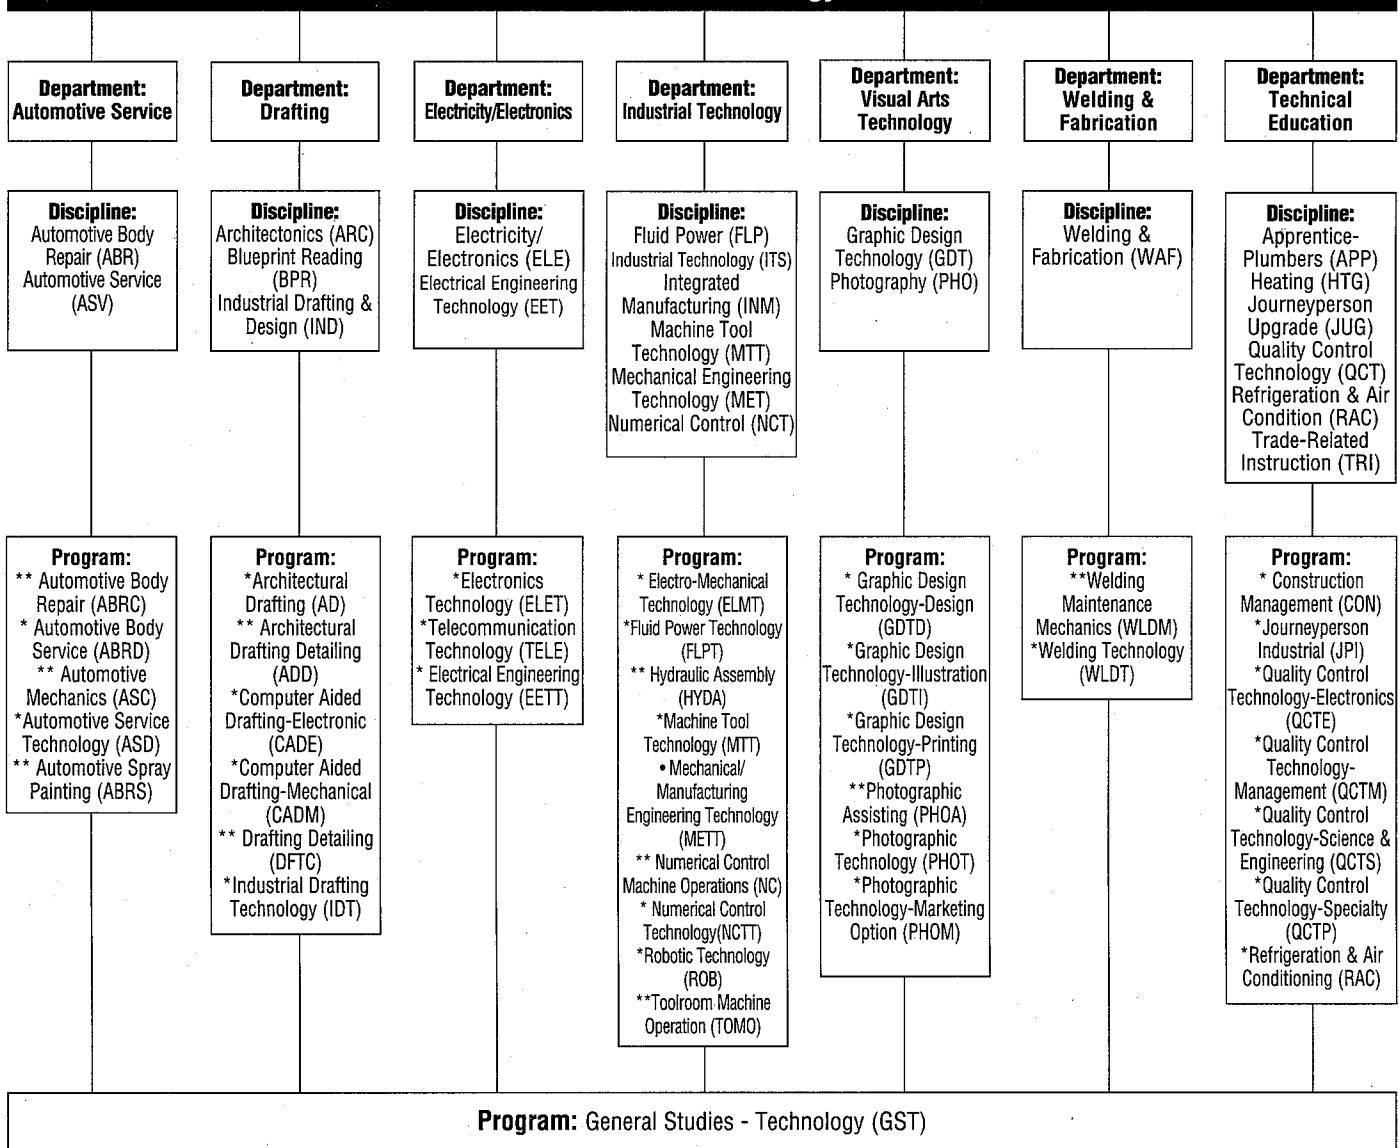 Department:
Automotive Service
Department:
Drafting
Department:
Electricity/Electronics
Department:
Industrial Technology
Department:
Visual Arts
Technology
Department:
Welding &
Fabrication
Department:
Technical
Education
Discipline:
Automotive Body
Repair (ABR)
Automotive Service
(ASV)
Discipline:
Architectonics (ARC)
Blueprint Reading
(BPR)
Industrial Drafting &
Design (IND)
Discipline:
Electricity/
Electronics (ELE)
Electrical Engineering
Technology (EET)
Discipline:
Fluid Power (FLP)
Industrial Technology (ITS)
Integrated
Manufacturing (INM)
Machine Tool
Technology (MTT)
Mechanical Engineering
Technology (MET)
Numerical Control (NCT)
Discipline:
Graphic Design
Technology (GDT)
Photography (PHO)
Discipline:
Welding &
Fabrication (WAF)
Discipline:
Apprentice-
Plumbers (APP)
Heating (HTG)
Journeyperson
Upgrade (JUG)
Quality Control
Technology (QCT)
Refrigeration & Air
Condition (RAC)
Trade-Related
Instruction (TRI)
Program:
** Automotive Body
Repair (ABRC)
* Automotive Body
Service (ABRD)
** Automotive
Mechanics (ASC)
*Automotive Service
Technology (ASD)
** Automotive Spray
Painting (ABRS)
Program:
*Architectural
Drafting (AD)
** Architectural
Drafting Detailing
(ADD)
*Computer Aided
Drafting-Electronic
(CADE)
*Computer Aided
Drafting-Mechanical
(CADM)
** Drafting Detailing
(DFTC)
*Industrial Drafting
Technology (IDT)
Program:
*Electronics
Technology (ELET)
*Telecommunication
Technology (TELE)
* Electrical Engineering
Technology (EETT)
Program:
* Electro-Mechanical
Technology (ELMT)
*Fluid Power Technology
(FLPT)
** Hydraulic Assembly
(HYDA)
*Machine Tool
Technology (MTT)
• Mechanical/
Manufacturing
Engineering Technology
(METT)
** Numerical Control
Machine Operations (NC)
* Numerical Control
Technology(NCTT)
*Robotic Technology
(ROB)
**Toolroom Machine
Operation (TOMO)
Program:
* Graphic Design
Technology-Design
(GDTD)
*Graphic Design
Technology-Illustration
(GDTI)
*Graphic Design
Technology-Printing
(GDTP)
**Photographic
Assisting (PHOA)
*Photographic
Technology (PHOT)
*Photographic
Technology-Marketing
Option (PHOM)
Program:
**Welding
Maintenance
Mechanics (WLDM)
*Welding Technology
(WLDT)
Program:
* Construction
Management (CON)
*Journeyperson
Industrial (JPI)
*Quality Control
Technology-Electronics
(QCTE)
*Quality Control
Technology-
Management (QCTM)
*Quality Control
Technology-Science &
Engineering (QCTS)
*Quality Control
Technology-Specialty
(QCTP)
*Refrigeration & Air
Conditioning (RAC)
Program: General Studies - Technology (GST)